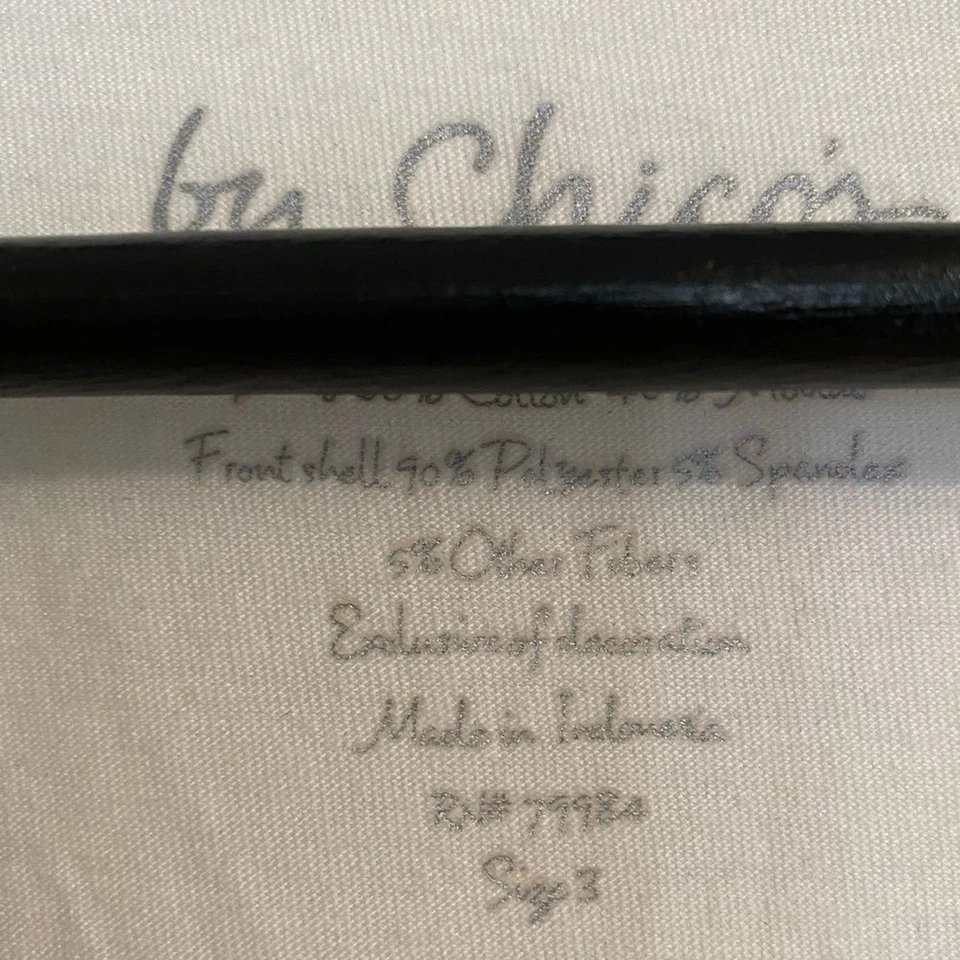 by Chico's
Cotton
Front shell 90% Polyester 5% Spandex
5% Other Fibers
Exclusive of decoration
Made in Indonesia
RN# 79984
Size 3